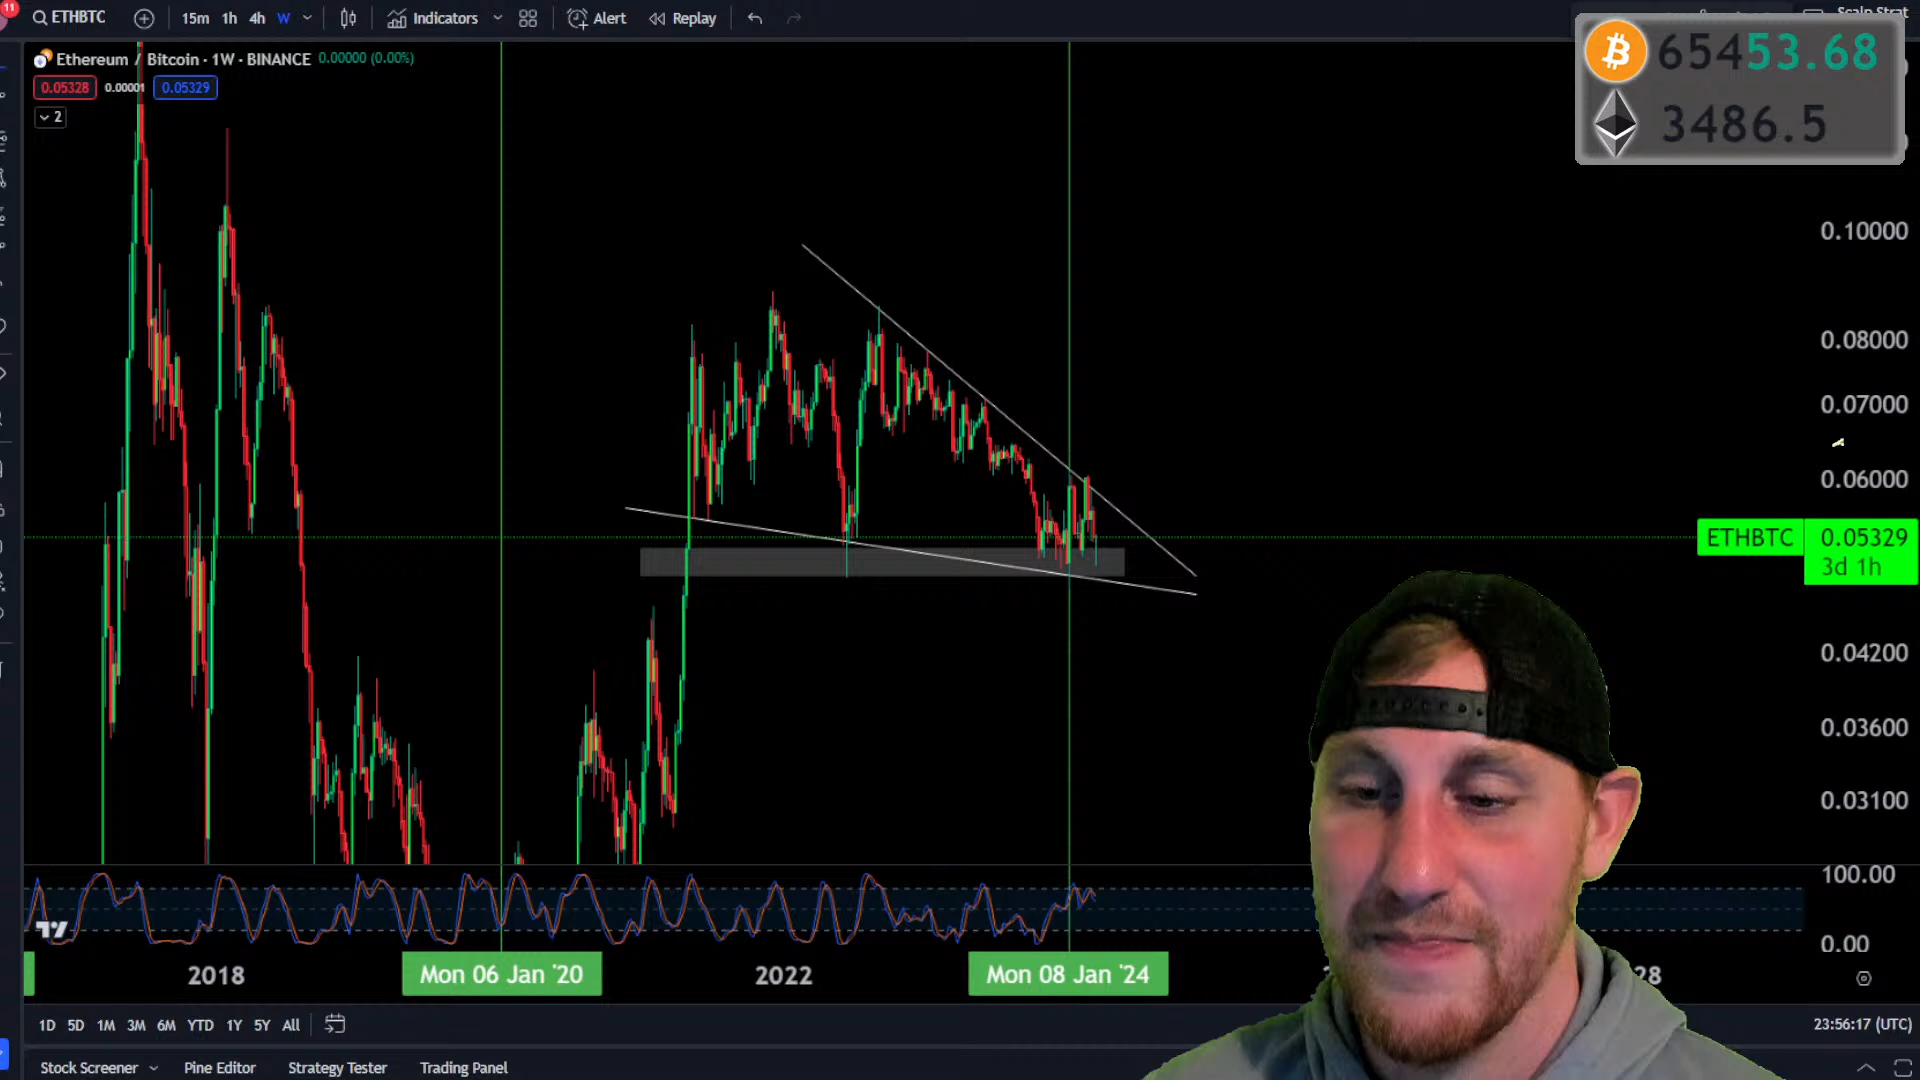 11
ETHBTC
15m 1h 4h W
Indicators
Alert
Replay
Ethereum / Bitcoin · 1W · BINANCE 0.00000 (0.00%)
0.05328 0.00001 0.05329
2
65453.68
3486.5
0.10000
0.08000
0.07000
0.06000
ETHBTC 0.05329
3d 1h
0.04200
0.03600
0.03100
100.00
0.00
2018 Mon 06 Jan '20 2022 Mon 08 Jan '24
1D 5D 1M 3M 6M YTD 1Y 5Y All
23:56:17 (UTC)
Stock Screener Pine Editor Strategy Tester Trading Panel